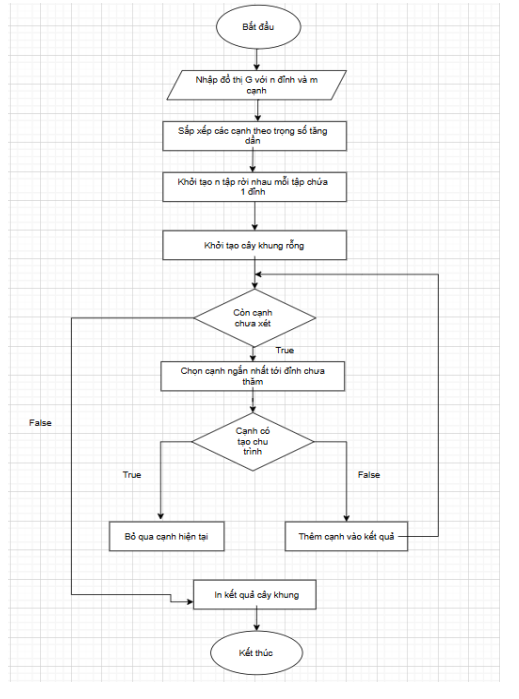 Bắt đầu
Nhập đồ thị G với n đỉnh và m
cạnh
Sắp xếp các cạnh theo trọng số tăng
dần
Khởi tạo n tập rời nhau mỗi tập chứa
1 đỉnh
Khởi tạo cây khung rỗng
Còn cạnh
chưa xét
True
Chọn cạnh ngắn nhất tới đỉnh chưa
thăm
False
Cạnh có
tạo chu
trình
True
False
Bỏ qua cạnh hiện tại
Thêm cạnh vào kết quả
In kết quả cây khung
Kết thúc